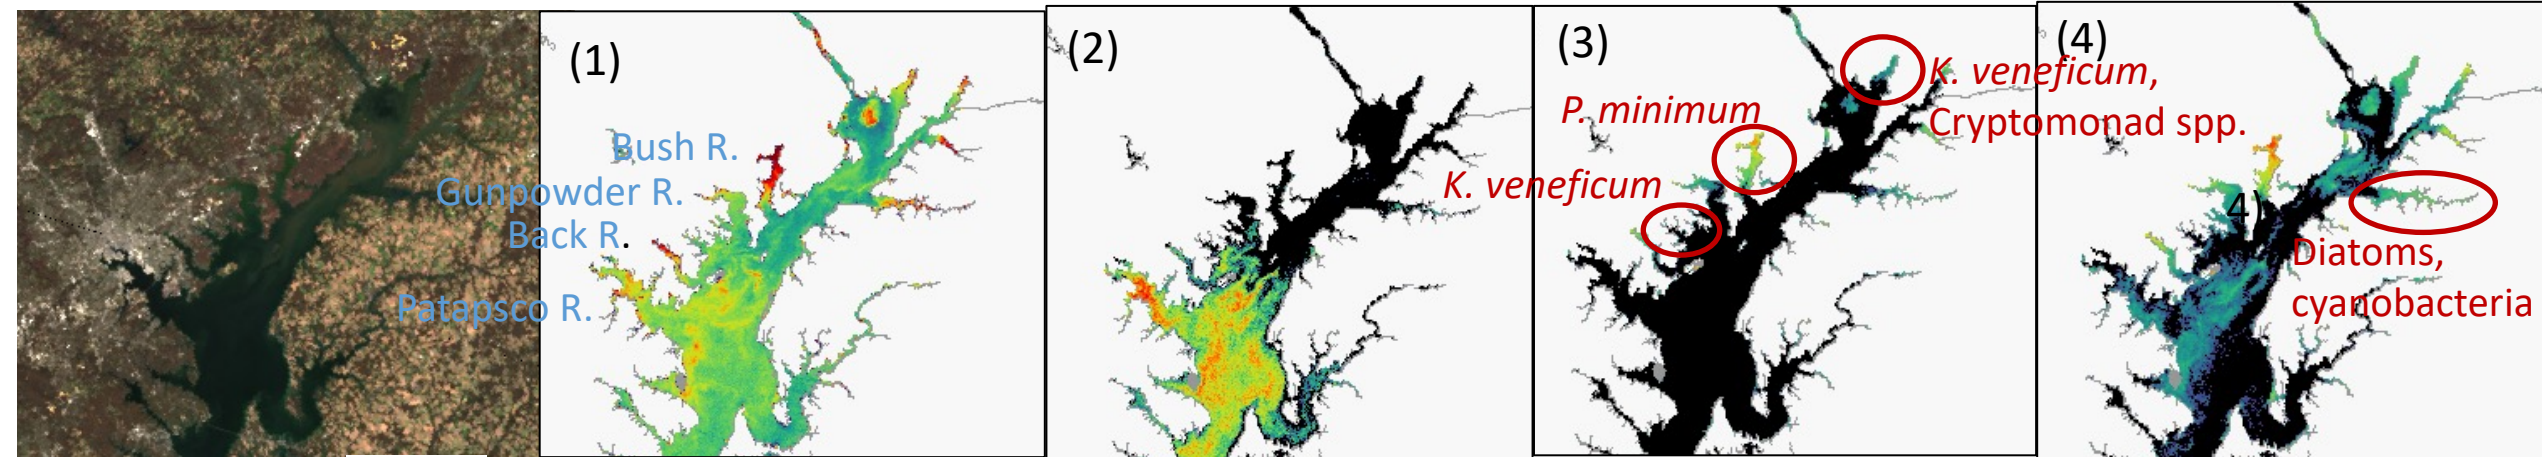 (1)
Bush R.
Gunpowder R.
Back R.
Patapsco R.
(2)
(3)
P. minimum
K. veneficum
K. veneficum,
Cryptomonad spp.
(4)
4)
Diatoms,
cyanobacteria